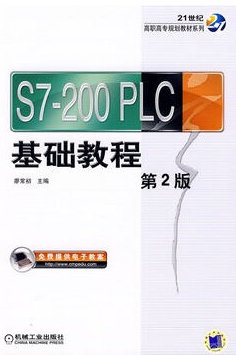 21世纪
高职高专规划教材系列
S7-200 PLC
基础教程
第2版
廖常初 主编
免费提供电子教案
http://www.cmpedu.com
机械工业出版社
CHINA MACHINE PRESS